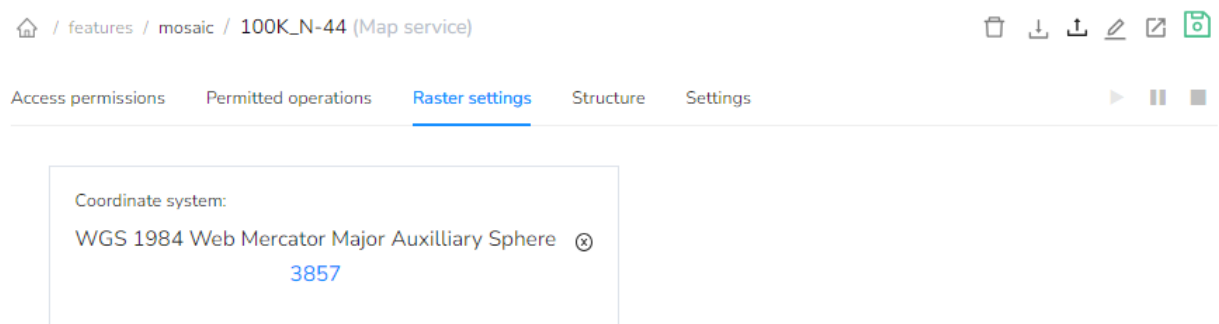 / features / mosaic / 100K_N-44 (Map service)
Access permissions Permitted operations Raster settings Structure Settings
Coordinate system:
WGS 1984 Web Mercator Major Auxilliary Sphere
3857